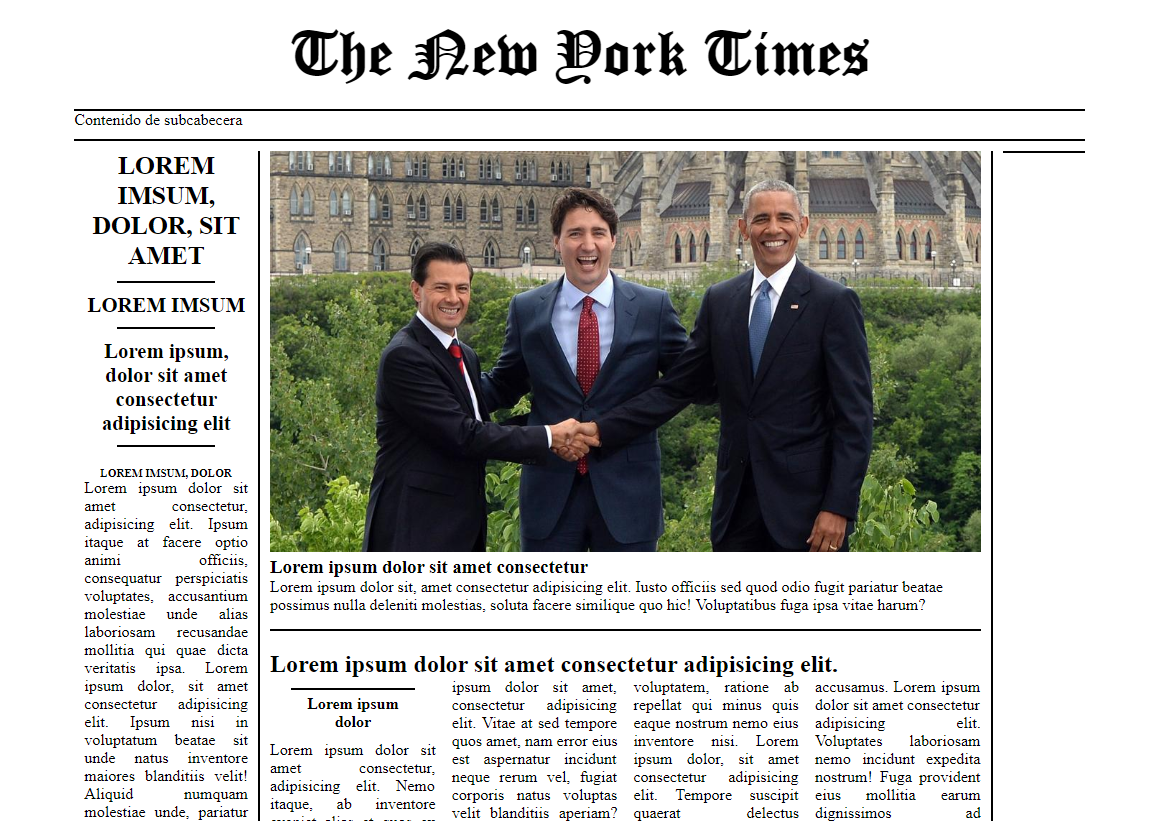 The New York Times
Contenido de subcabecera
LOREM
IMSUM,
DOLOR, SIT
AMET
LOREM IMSUM
Lorem ipsum,
dolor sit amet
consectetur
adipisicing elit
LOREM IMSUM, DOLOR
Lorem ipsum dolor sit
amet consectetur,
adipisicing elit. Ipsum
itaque at facere optio
animi officiis,
consequatur perspiciatis
voluptates, accusantium
molestiae unde alias
laboriosam recusandae
mollitia qui quae dicta
veritatis ipsa. Lorem
ipsum dolor, sit amet
consectetur adipisicing
elit. Ipsum nisi in
voluptatum beatae sit
unde natus inventore
maiores blanditiis velit!
Aliquid numquam
molestiae unde, pariatur
Lorem ipsum dolor sit amet consectetur
Lorem ipsum dolor sit, amet consectetur adipisicing elit. Iusto officiis sed quod odio fugit pariatur beatae
possimus nulla deleniti molestias, soluta facere similique quo hic! Voluptatibus fuga ipsa vitae harum?
Lorem ipsum dolor sit amet consectetur adipisicing elit.
Lorem ipsum
dolor
Lorem ipsum dolor sit
amet consectetur,
adipisicing elit. Nemo
itaque, ab inventore
ipsum dolor sit amet,
consectetur adipisicing
elit. Vitae at sed tempore
quos amet, nam error eius
est aspernatur incidunt
neque rerum vel, fugiat
corporis natus voluptas
velit blanditiis aperiam?
voluptatem, ratione ab
repellat qui minus quis
eaque nostrum nemo eius
inventore nisi. Lorem
ipsum dolor, sit amet
consectetur adipisicing
elit. Tempore suscipit
quaerat delectus
accusamus. Lorem ipsum
dolor sit amet consectetur
adipisicing elit.
Voluptates laboriosam
nemo incidunt expedita
nostrum! Fuga provident
eius mollitia earum
dignissimos ad